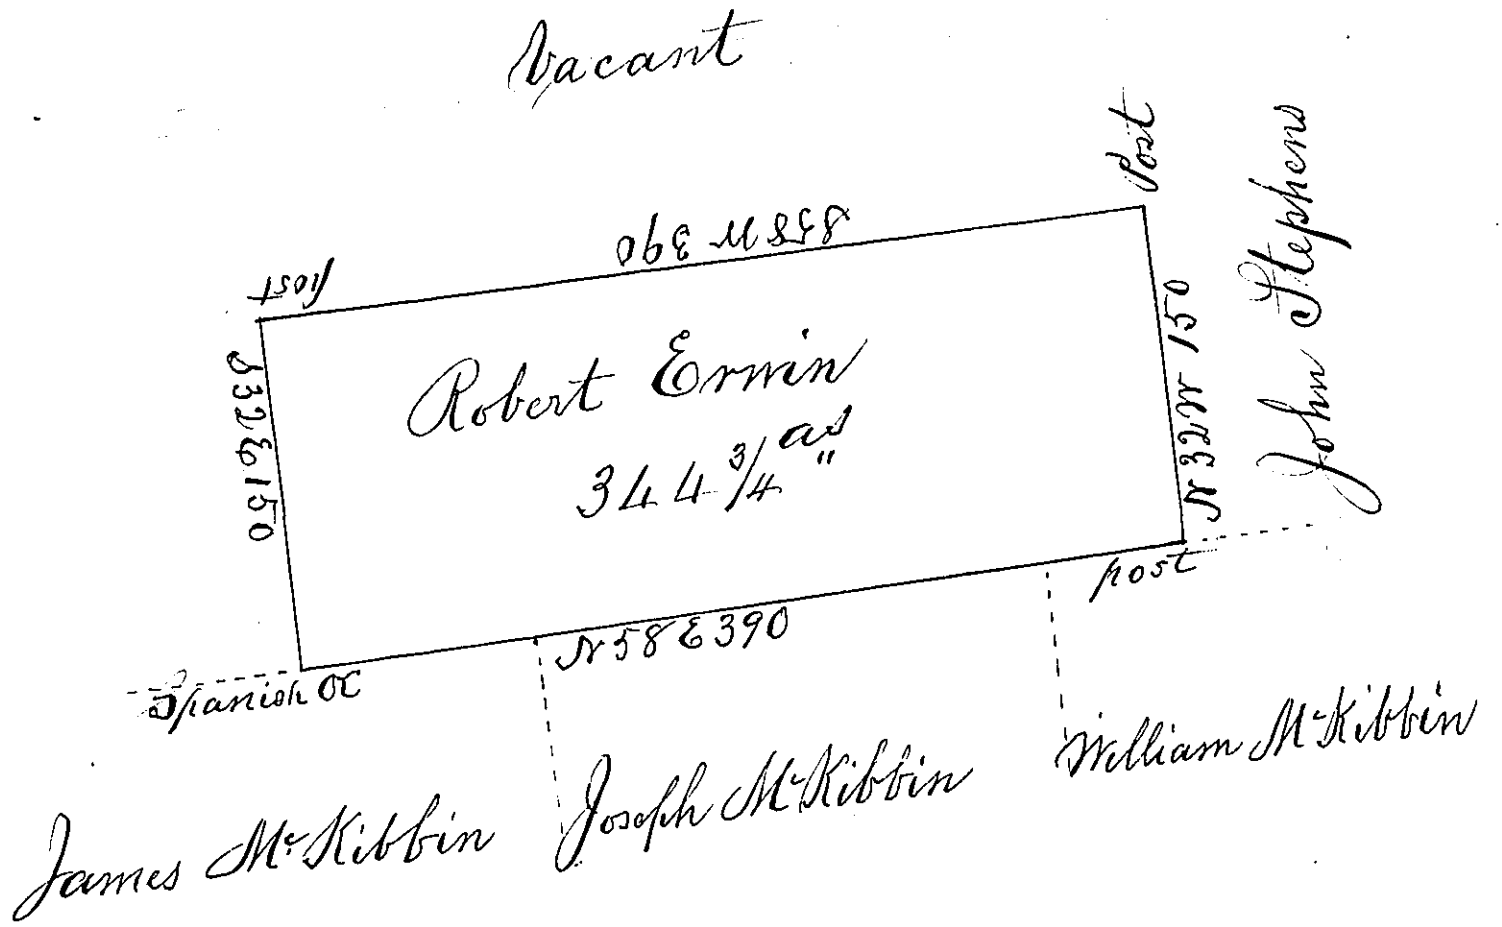 Vacant
Post
S58W 390
post
John Stephens
N32W 150
S32E150
Robert Erwin
344 3/4 as
post
N58E390
Spanish Oc
William McKibbin
Joseph McKibbin
James McKibbin